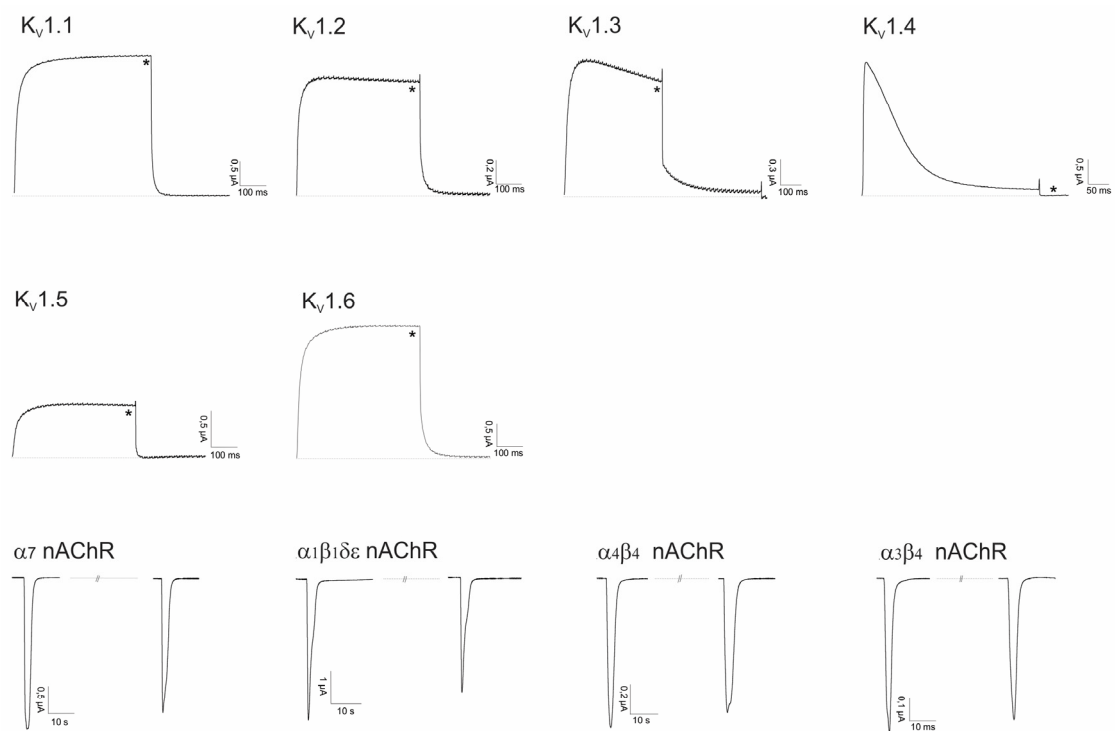 Kv1.1
Kv1.2
Kv1.3
Kv1.4
*
*
*
*
0,5 µA
100 ms
0,2 µA
100 ms
0,3 µA
100 ms
0,5 µA
50 ms
Kv1.5
Kv1.6
*
*
0,5 µA
100 ms
0,5 µA
100 ms
α7 nAChR
α1β1δε nAChR
α4β4 nAChR
α3β4 nAChR
//
//
//
//
0,5 µA
10 s
1 µA
10 s
0,2 µA
10 s
0,1 µA
10 ms